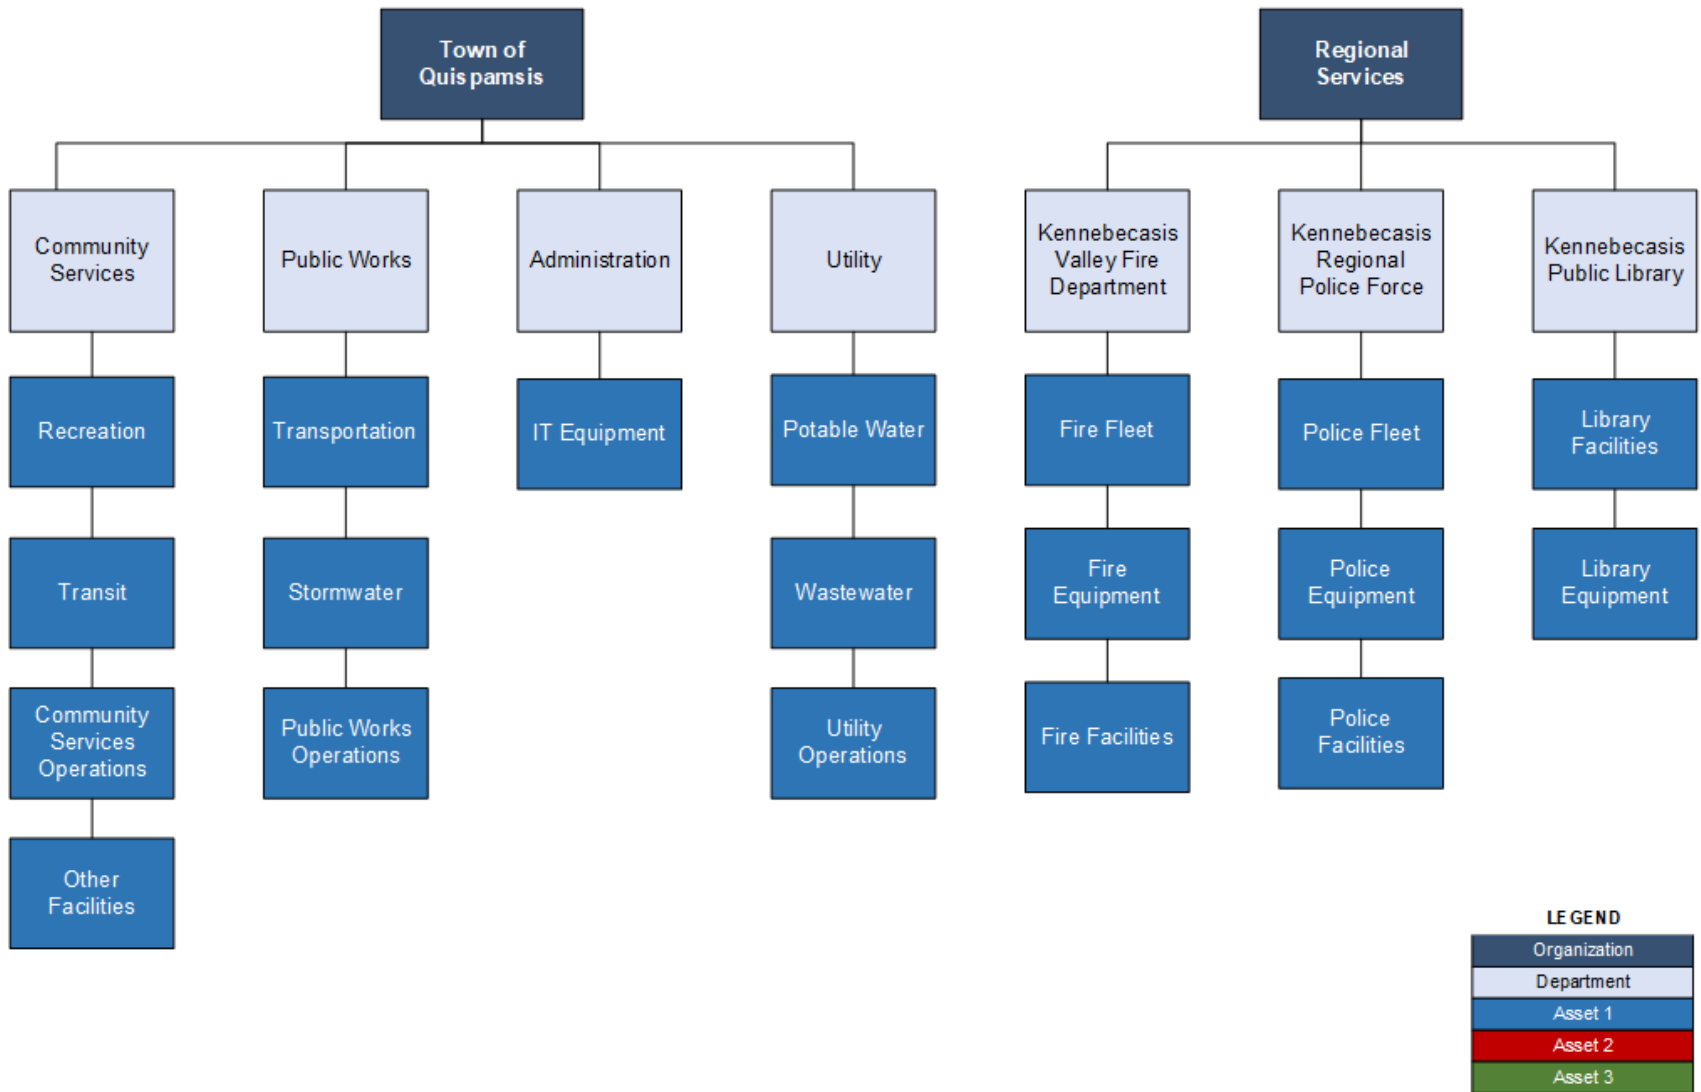 Town of
Quispamsis
Regional
Services
Community
Services
Public Works
Administration
Utility
Kennebecasis
Valley Fire
Department
Kennebecasis
Regional
Police Force
Kennebecasis
Public Library
Recreation
Transportation
IT Equipment
Potable Water
Fire Fleet
Police Fleet
Library
Facilities
Transit
Stormwater
Wastewater
Fire
Equipment
Police
Equipment
Library
Equipment
Community
Services
Operations
Public Works
Operations
Utility
Operations
Fire Facilities
Police
Facilities
Other
Facilities
LEGEND
Organization
Department
Asset 1
Asset 2
Asset 3